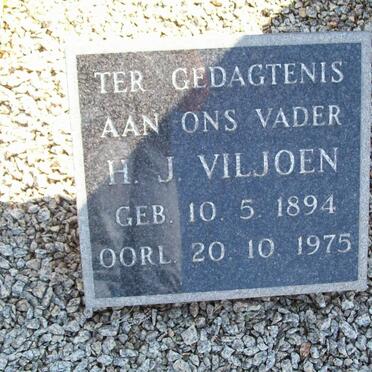 TER GEDAGTENIS
AAN ONS VADER
H. J. VILJOEN
GEB. 10. 5. 1894
OORL. 20. 10. 1975